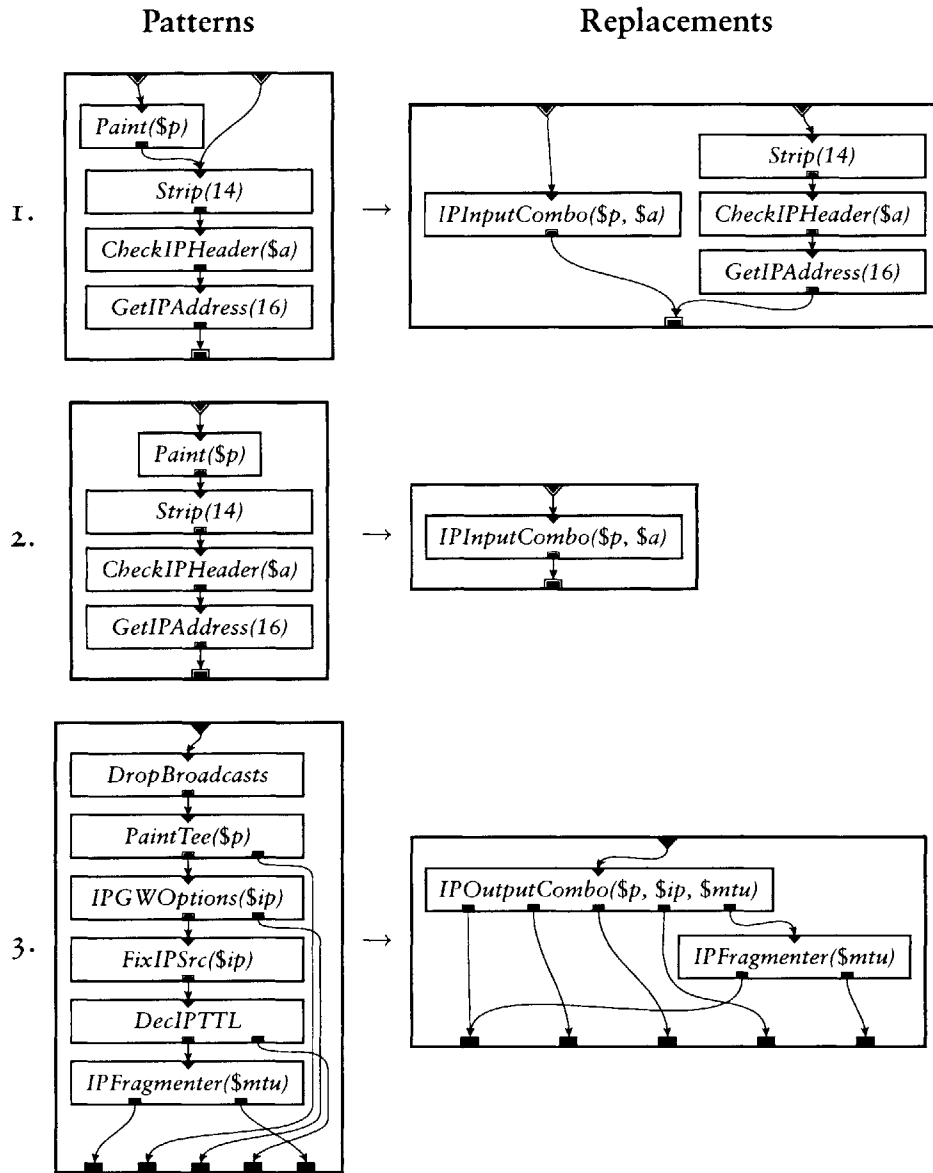 Patterns
Replacements
1.
Paint($p)
Strip(14)
CheckIPHeader($a)
GetIPAddress(16)
→
IPInputCombo($p, $a)
Strip(14)
CheckIPHeader($a)
GetIPAddress(16)
2.
Paint($p)
Strip(14)
CheckIPHeader($a)
GetIPAddress(16)
→
IPInputCombo($p, $a)
3.
DropBroadcasts
PaintTee($p)
IPGWOptions($ip)
FixIPSrc($ip)
DecIPTTL
IPFragmenter($mtu)
→
IPOutputCombo($p, $ip, $mtu)
IPFragmenter($mtu)